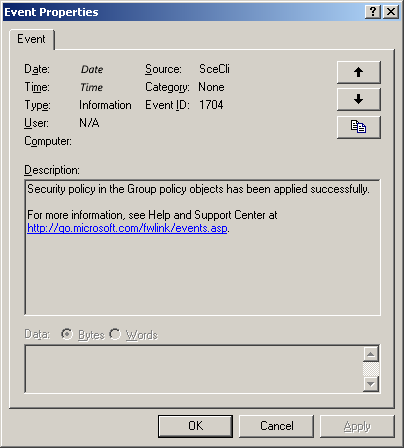 Event Properties
Event
Date: Date Source: SceCli
Time: Time Category: None
Type: Information Event ID: 1704
User: N/A
Computer:
Description:
Security policy in the Group policy objects has been applied successfully.
For more information, see Help and Support Center at
http://go.microsoft.com/fwlink/events.asp.
Data: Bytes Words
OK Cancel Apply